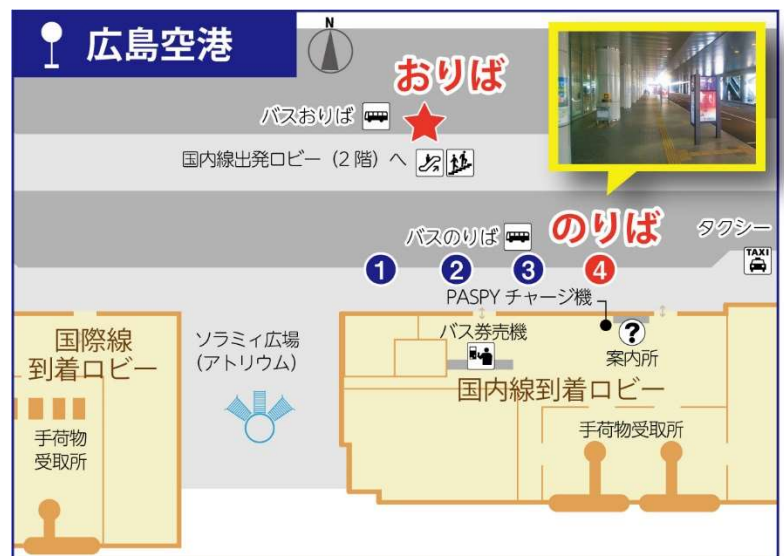 広島空港
N
おりば
バスおりば
国内線出発ロビー（2階）へ
バスのりば
のりば
タクシー
TAXI
1
2
3
4
PASPY チャージ機
国際線
到着ロビー
ソラミィ広場
(アトリウム)
バス券売機
?
案内所
国内線到着ロビー
手荷物
受取所
手荷物受取所